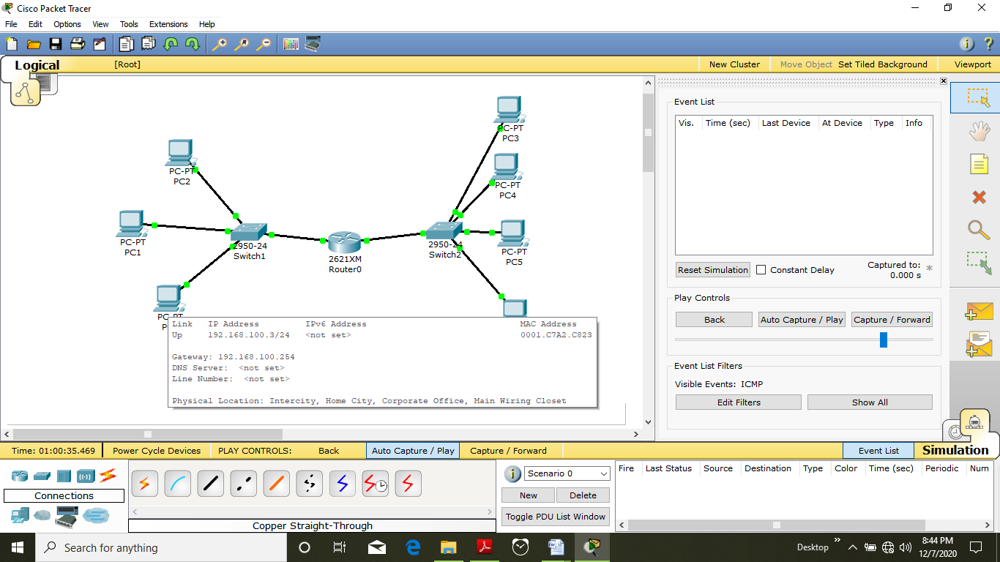 Cisco Packet Tracer
File Edit Options View Tools Extensions Help
Logical [Root] New Cluster Move Object Set Tiled Background Viewport
PC-PT
PC3
PC-PT
PC2
PC-PT
PC4
PC-PT
PC1
2950-24
Switch1
2621XM
Router0
2950-24
Switch2
PC-PT
PC5
PC-PT
Link IP Address IPv6 Address MAC Address
Up 192.168.100.3/24 <not set> 0001.C7A2.C823
Gateway: 192.168.100.254
DNS Server: <not set>
Line Number: <not set>
Physical Location: Intercity, Home City, Corporate Office, Main Wiring Closet
Event List
Vis. Time (sec) Last Device At Device Type Info
Reset Simulation Constant Delay Captured to:
0.000 s *
Play Controls
Back Auto Capture / Play Capture / Forward
Event List Filters
Visible Events: ICMP
Edit Filters Show All
Time: 01:00:35.469 Power Cycle Devices PLAY CONTROLS: Back Auto Capture / Play Capture / Forward Event List Simulation
Connections
Copper Straight-Through
Scenario 0
New Delete
Toggle PDU List Window
Fire Last Status Source Destination Type Color Time (sec) Periodic Num
Search for anything
Desktop
8:44 PM
12/7/2020